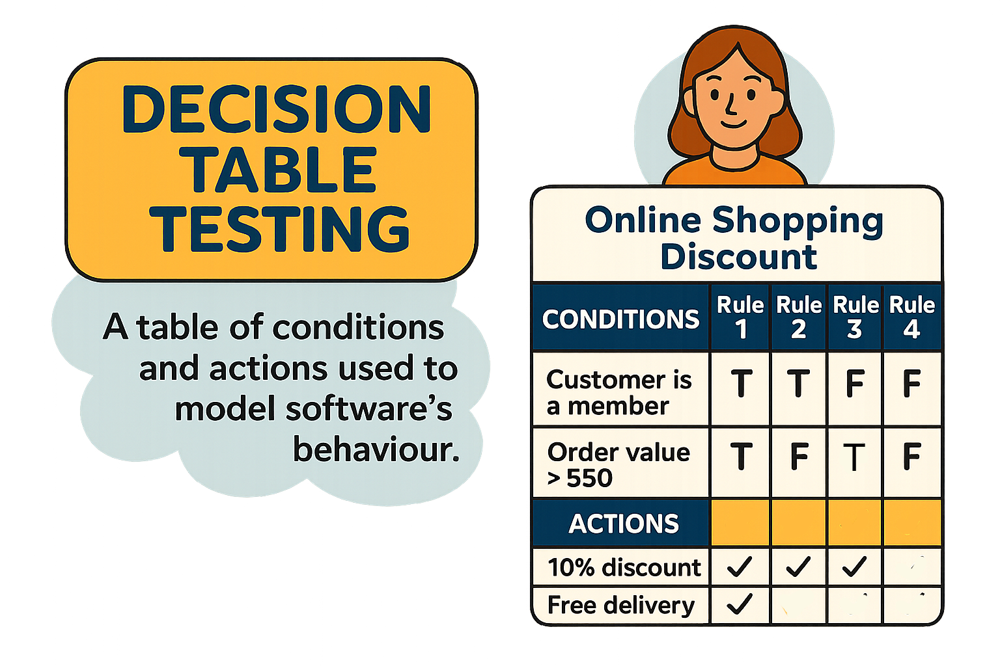 DECISION
TABLE
TESTING
A table of conditions
and actions used to
model software’s
behaviour.
Online Shopping
Discount
CONDITIONS Rule 1 Rule 2 Rule 3 Rule 4
Customer is
a member T T F F
Order value
> 550 T F T F
ACTIONS
10% discount ✓ ✓ ✓
Free delivery ✓